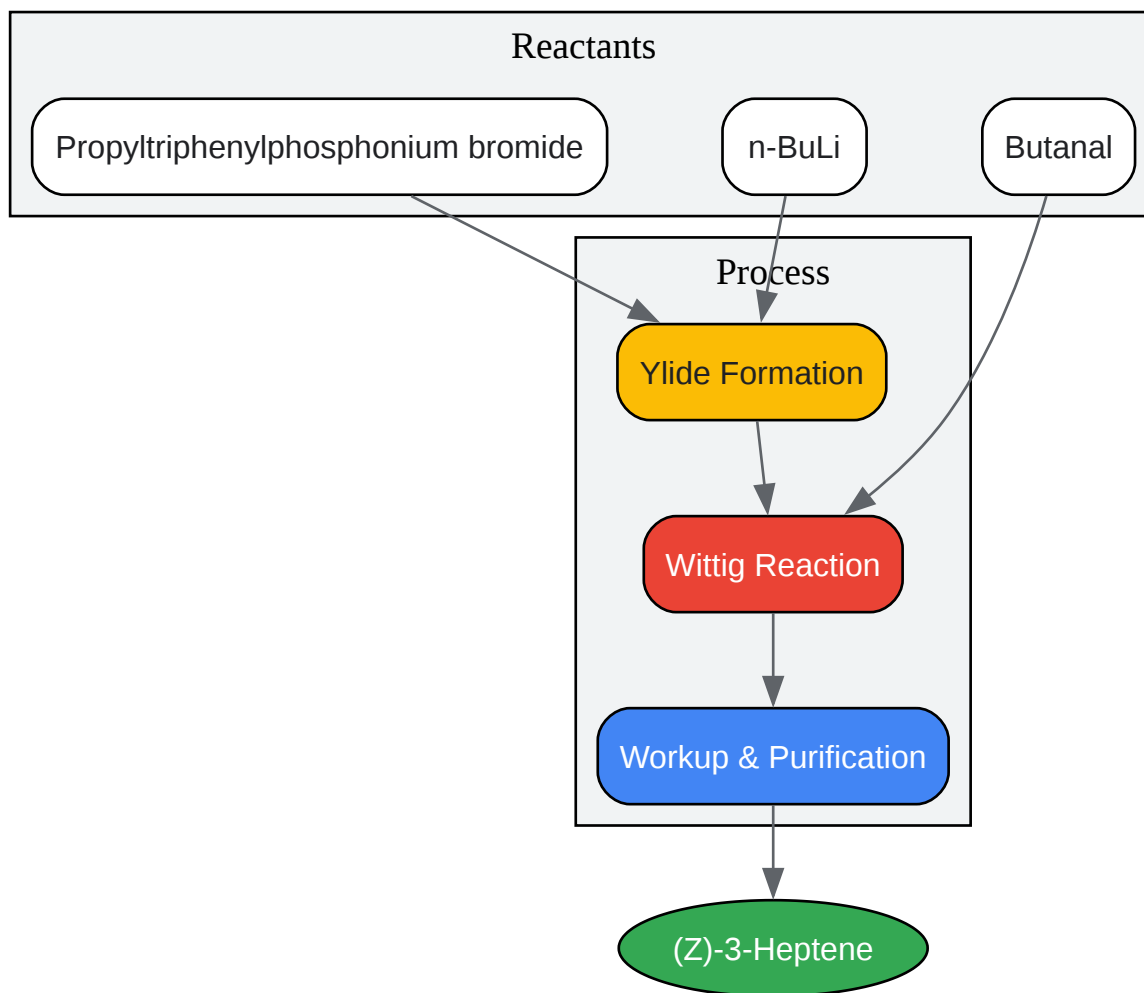 Reactants
Propyltriphenylphosphonium bromide
n-BuLi
Butanal
Process
Ylide Formation
Wittig Reaction
Workup & Purification
(Z)-3-Heptene